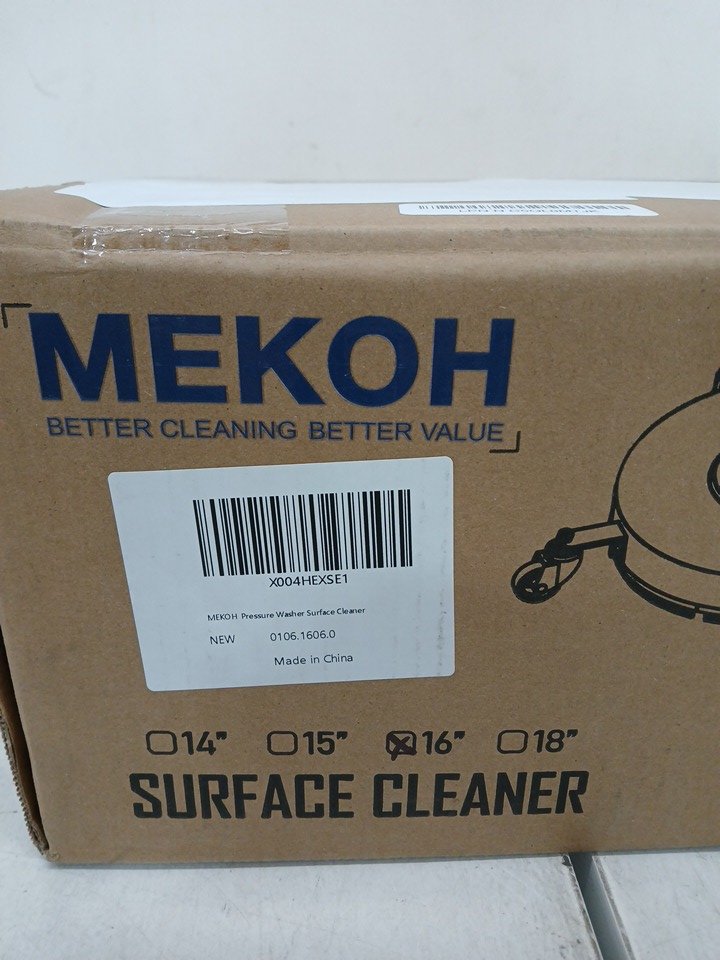 MEKOH
BETTER CLEANING BETTER VALUE
X004HEXSE1
MEKOH Pressure Washer Surface Cleaner
NEW 0106.1606.0
Made in China
14” 15” 16” 18”
SURFACE CLEANER